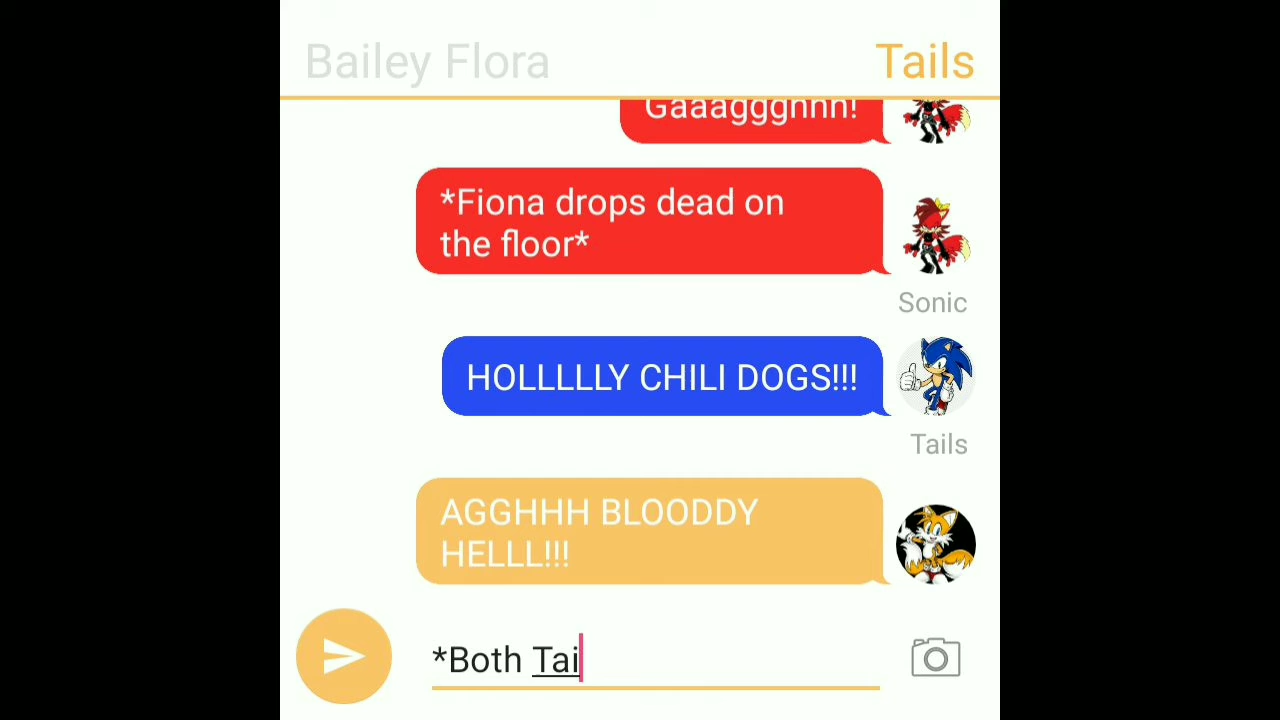 Bailey Flora
Tails
Gaaaggghhh!
*Fiona drops dead on
the floor*
Sonic
HOLLLLLY CHILI DOGS!!!
Tails
AGGHHH BLOODDY
HELLL!!!
*Both Tai